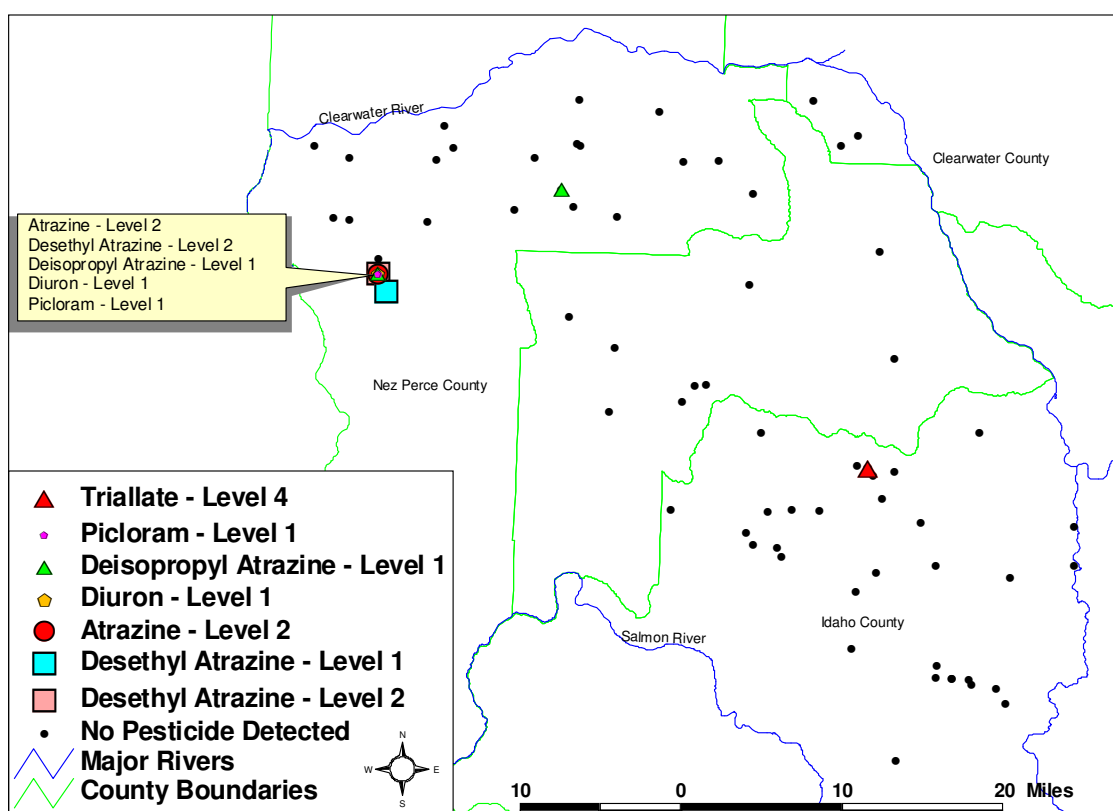 Clearwater River
Clearwater County
Atrazine - Level 2
Desethyl Atrazine - Level 2
Deisopropyl Atrazine - Level 1
Diuron - Level 1
Picloram - Level 1
Nez Perce County
Triallate - Level 4
Picloram - Level 1
Deisopropyl Atrazine - Level 1
Diuron - Level 1
Atrazine - Level 2
Desethyl Atrazine - Level 1
Desethyl Atrazine - Level 2
No Pesticide Detected
Major Rivers
County Boundaries
N
W E
S
Salmon River
Idaho County
10 0 10 20 Miles